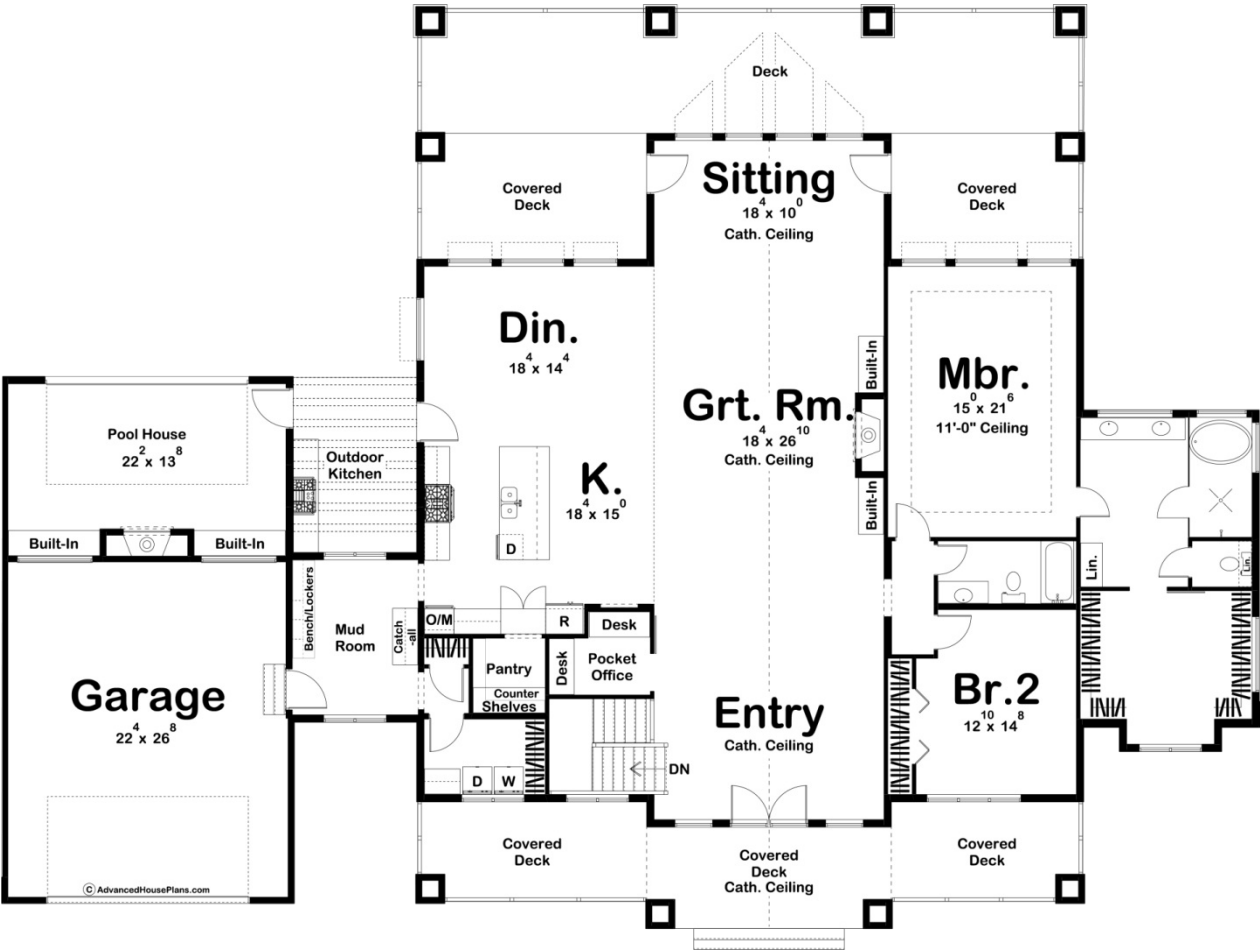 Deck
Sitting
18⁴ x 10⁰
Cath. Ceiling
Covered
Deck
Covered
Deck
Din.
18⁴ x 14⁴
Built-In
Mbr.
15⁰ x 21⁶
11'-0" Ceiling
Grt. Rm.
18⁴ x 26¹⁰
Cath. Ceiling
Pool House
22² x 13⁸
Outdoor
Kitchen
K.
18⁴ x 15⁰
Built-In
D
Built-In
Built-In
Lin.
Lin.
Bench/Lockers
Mud
Room
Catch
-all
O/M
R
Desk
Desk
Pocket
Office
Pantry
Counter
Shelves
Garage
22⁴ x 26⁸
Br.2
12¹⁰ x 14⁸
Entry
Cath. Ceiling
DN
D
W
Covered
Deck
Covered
Deck
Cath. Ceiling
Covered
Deck
© AdvancedHousePlans.com